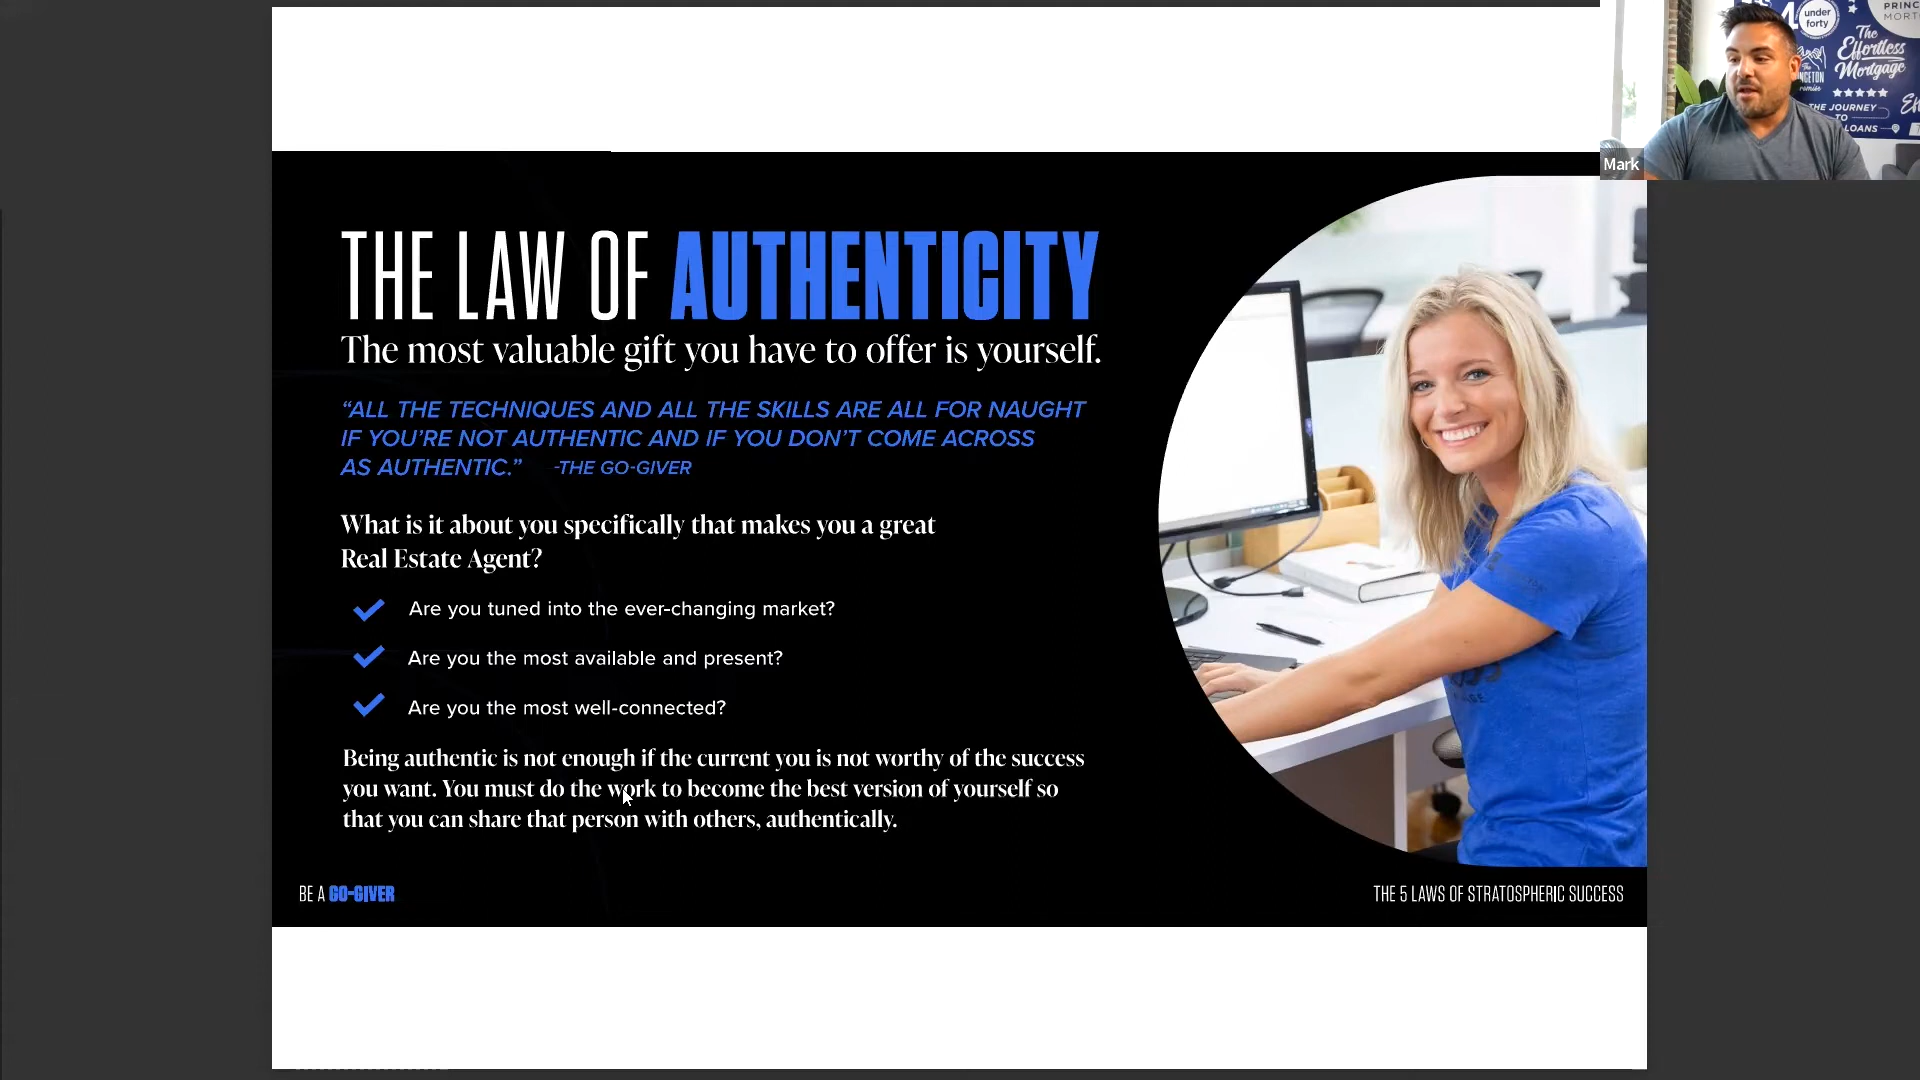 THE LAW OF AUTHENTICITY
The most valuable gift you have to offer is yourself.
“ALL THE TECHNIQUES AND ALL THE SKILLS ARE ALL FOR NAUGHT
IF YOU’RE NOT AUTHENTIC AND IF YOU DON’T COME ACROSS
AS AUTHENTIC.” -THE GO-GIVER
What is it about you specifically that makes you a great
Real Estate Agent?
Are you tuned into the ever-changing market?
Are you the most available and present?
Are you the most well-connected?
Being authentic is not enough if the current you is not worthy of the success
you want. You must do the work to become the best version of yourself so
that you can share that person with others, authentically.
BE A GO-GIVER
THE 5 LAWS OF STRATOSPHERIC SUCCESS
under
forty
The
Effortless
Mortgage
THE JOURNEY
TO
LOANS
Mark